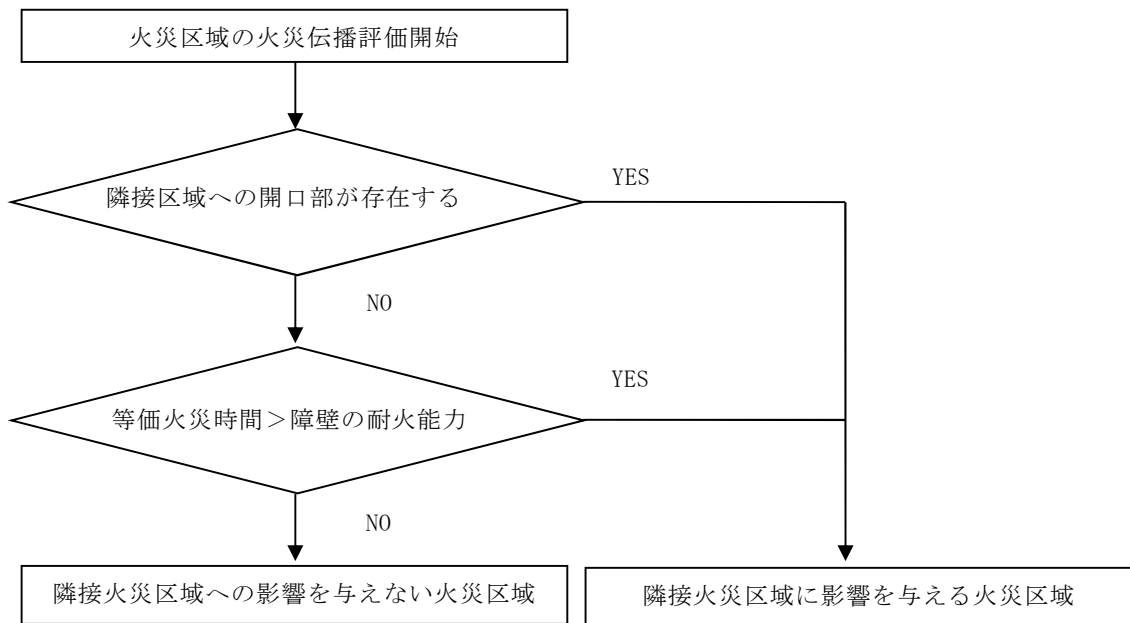 火災区域の火災伝播評価開始
隣接区域への開口部が存在する
YES
NO
等価火災時間＞障壁の耐火能力
YES
NO
隣接火災区域への影響を与えない火災区域
隣接火災区域に影響を与える火災区域